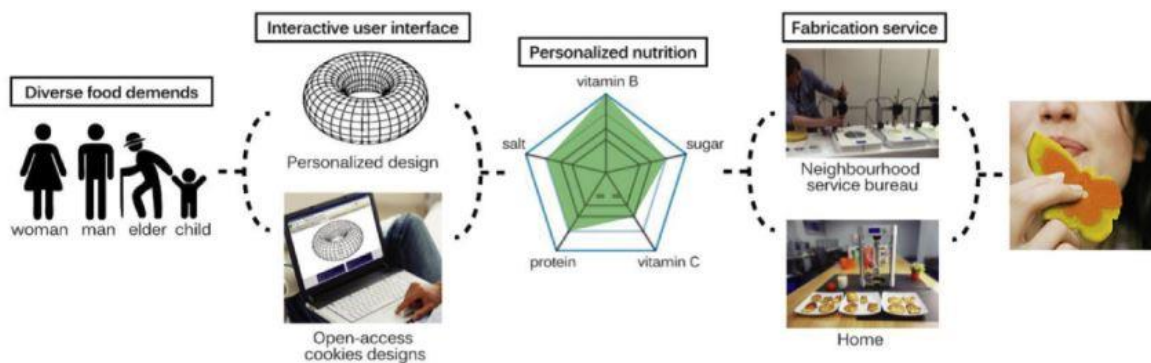 Diverse food demends
woman man elder child
Interactive user interface
Personalized design
Open-access
cookies designs
Personalized nutrition
vitamin B
salt
sugar
protein
vitamin C
Fabrication service
Neighbourhood
service bureau
Home